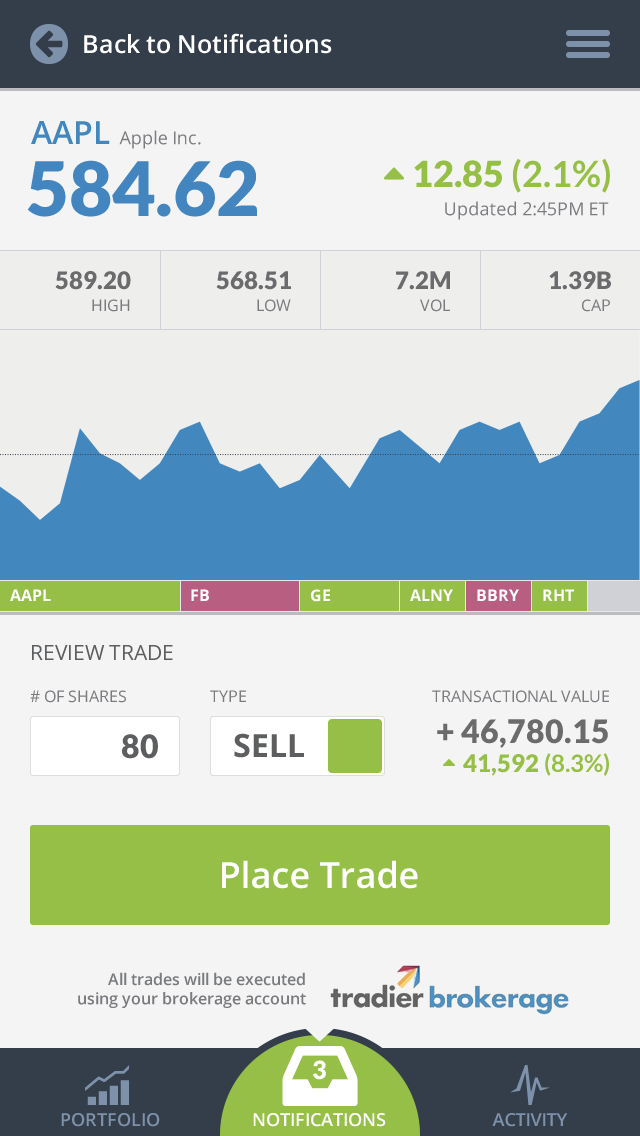 Back to Notifications
AAPL Apple Inc.
584.62
12.85 (2.1%)
Updated 2:45PM ET
589.20 568.51 7.2M 1.39B
HIGH LOW VOL CAP
AAPL FB GE ALNY BBRY RHT
REVIEW TRADE
# OF SHARES TYPE TRANSACTIONAL VALUE
80 SELL + 46,780.15
41,592 (8.3%)
Place Trade
All trades will be executed
using your brokerage account
tradier brokerage
3
PORTFOLIO NOTIFICATIONS ACTIVITY